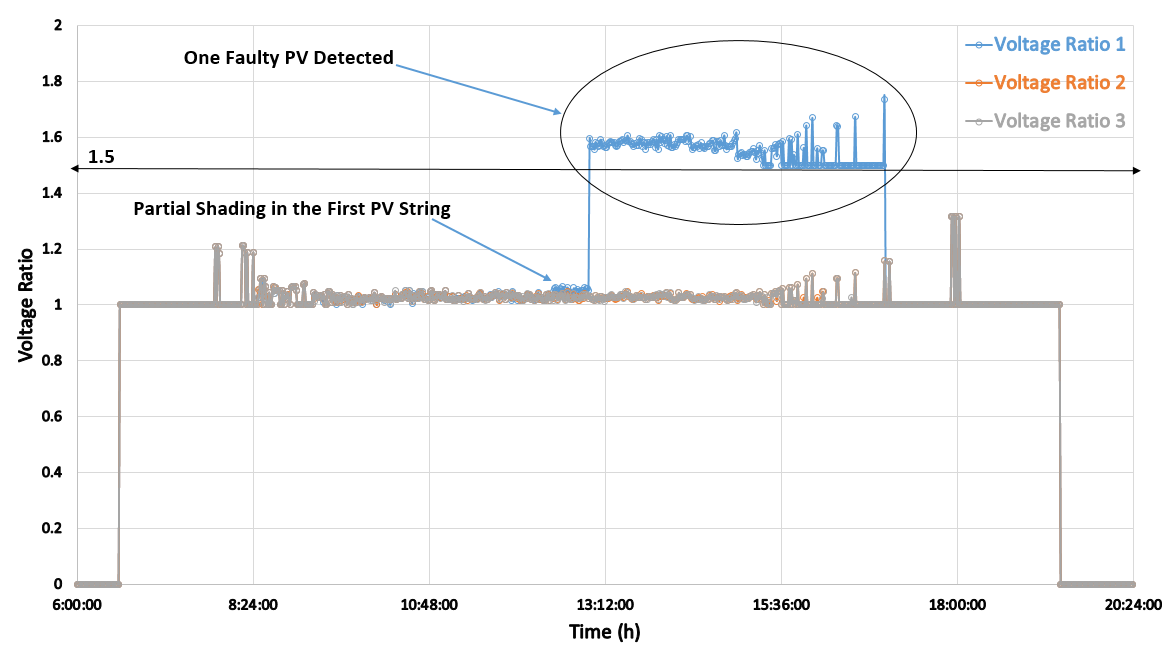 2
One Faulty PV Detected
Voltage Ratio 1
1.8
Voltage Ratio 2
Voltage Ratio 3
1.6
1.5
1.4
Partial Shading in the First PV String
1.2
1
0.8
0.6
0.4
0.2
0
Voltage Ratio
6:00:00 8:24:00 10:48:00 13:12:00 15:36:00 18:00:00 20:24:00
Time (h)